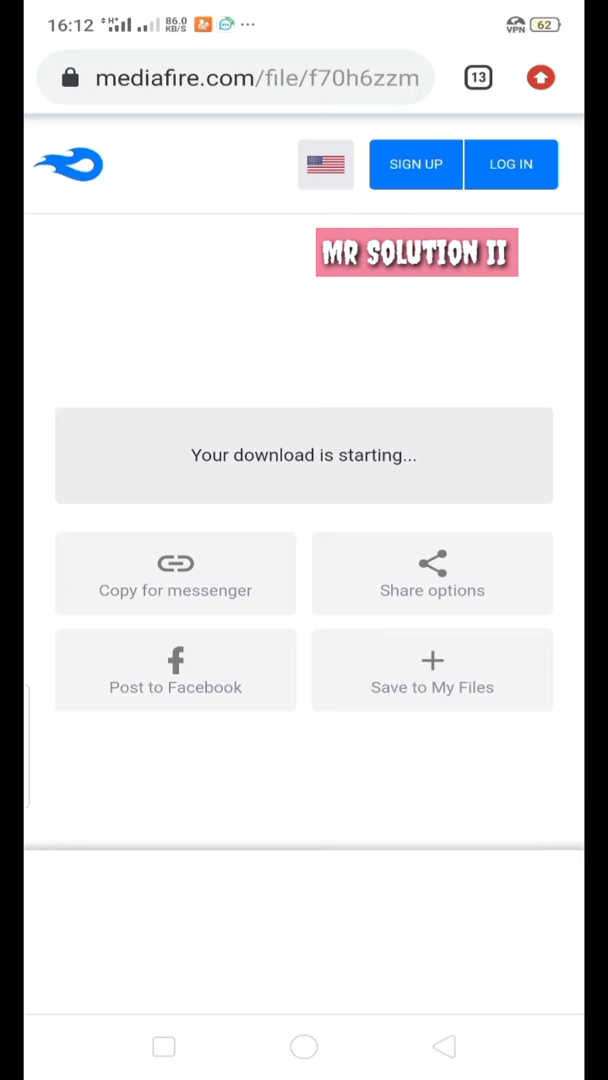 16:12 H+ 86.0 KB/S ... VPN 62
mediafire.com/file/f70h6zzm 13
SIGN UP LOG IN
MR SOLUTION II
Your download is starting...
Copy for messenger Share options
Post to Facebook Save to My Files